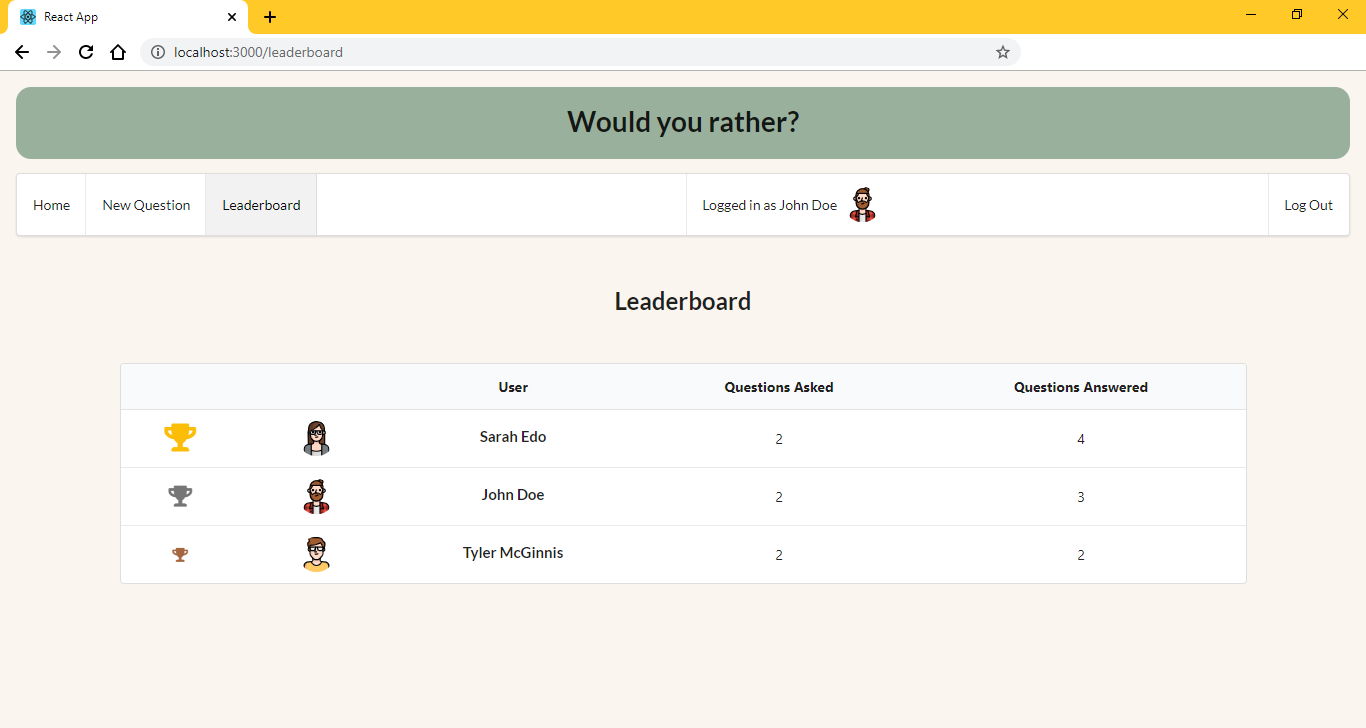 React App
localhost:3000/leaderboard
Would you rather?
Home New Question Leaderboard Logged in as John Doe Log Out
Leaderboard
User Questions Asked Questions Answered
Sarah Edo 2 4
John Doe 2 3
Tyler McGinnis 2 2